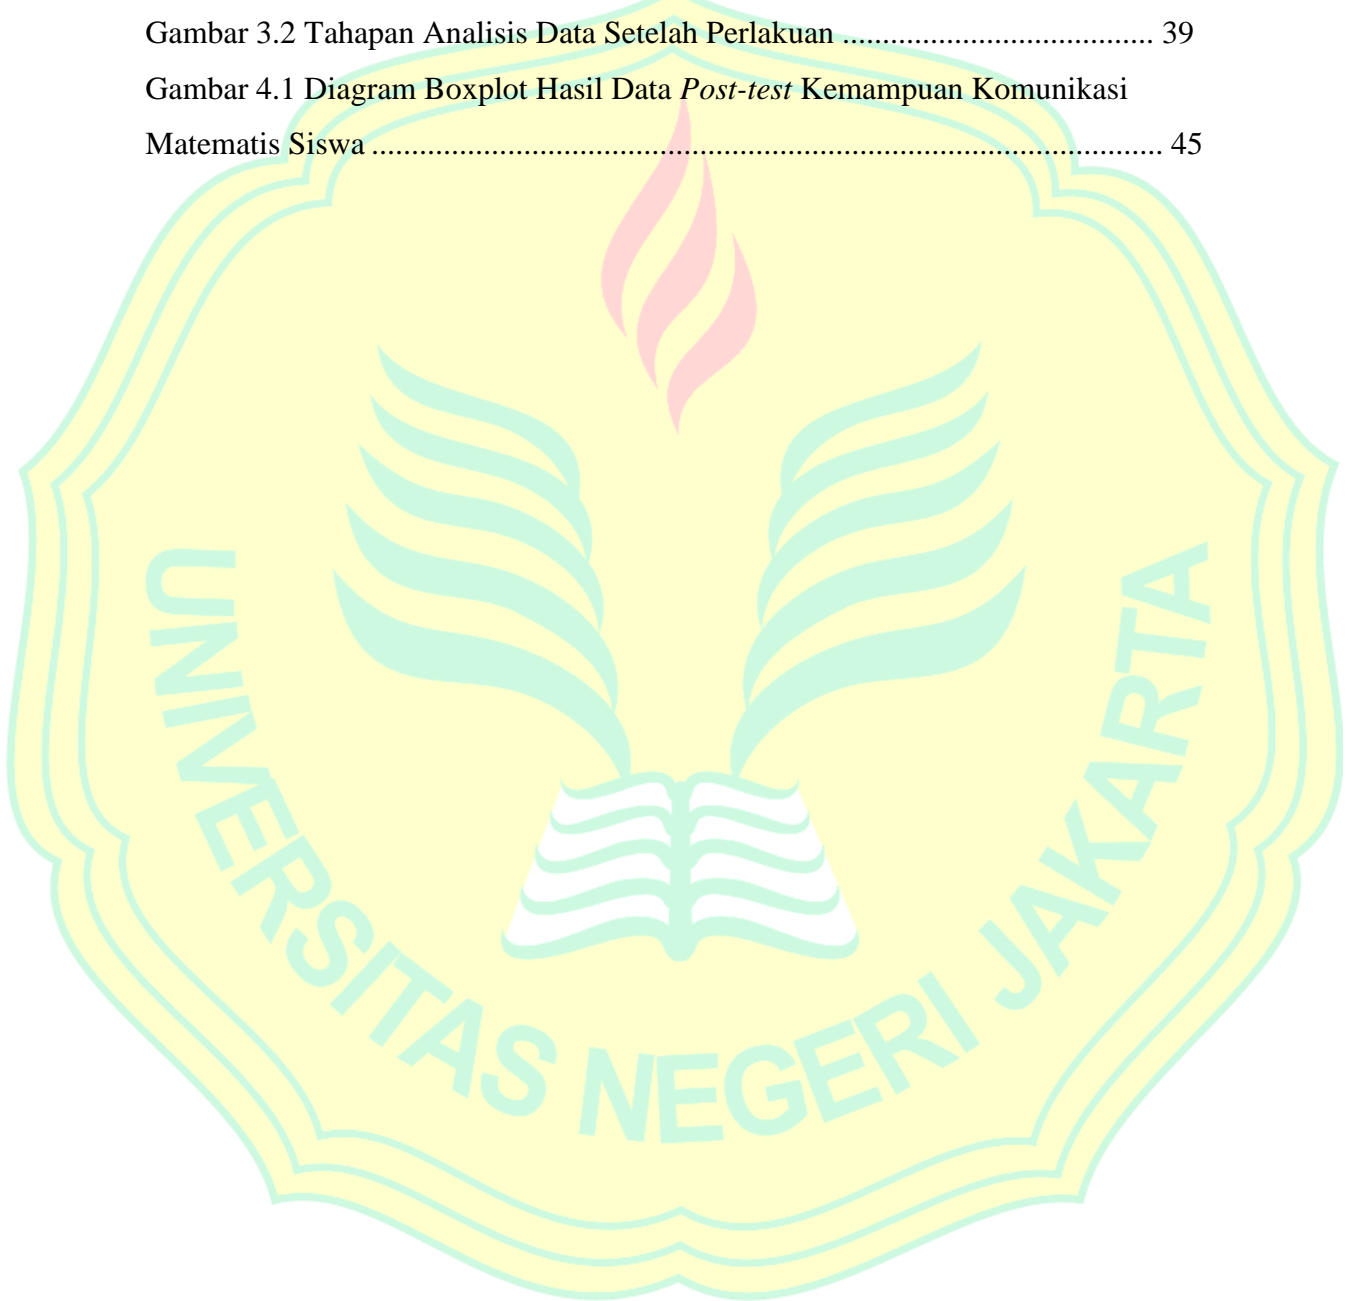 Gambar 3.2 Tahapan Analisis Data Setelah Perlakuan ....................................... 39
Gambar 4.1 Diagram Boxplot Hasil Data Post-test Kemampuan Komunikasi
Matematis Siswa ................................................................................................... 45
UNIVERSITAS NEGERI JAKARTA